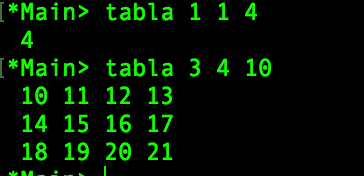 [*Main> tabla 1 1 4
4
[*Main> tabla 3 4 10
10 11 12 13
14 15 16 17
18 19 20 21
*Main>